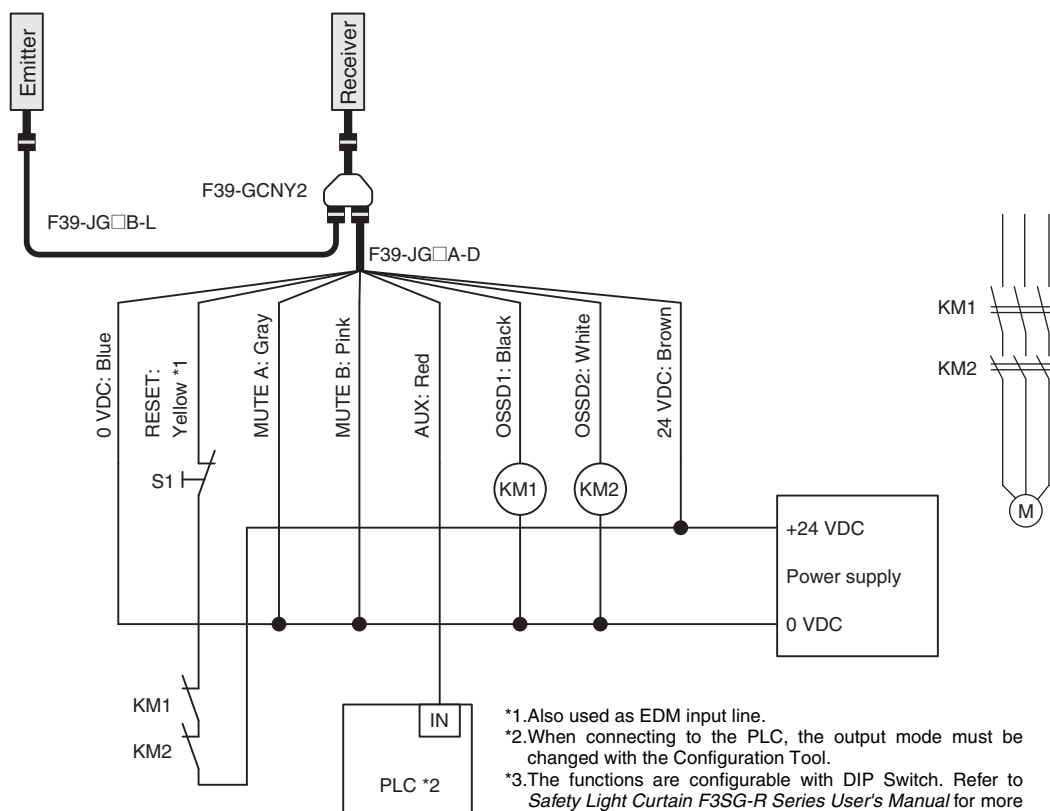 Emitter
Receiver
F39-GCNY2
F39-JG□B-L
F39-JG□A-D
0 VDC: Blue
RESET:
Yellow *1
MUTE A: Gray
MUTE B: Pink
AUX: Red
OSSD1: Black
OSSD2: White
24 VDC: Brown
S1
KM1
KM2
+24 VDC
Power supply
0 VDC
KM1
KM2
M
KM1
KM2
IN
PLC *2
*1.Also used as EDM input line.
*2.When connecting to the PLC, the output mode must be
changed with the Configuration Tool.
*3.The functions are configurable with DIP Switch. Refer to
Safety Light Curtain F3SG-R Series User's Manual for more